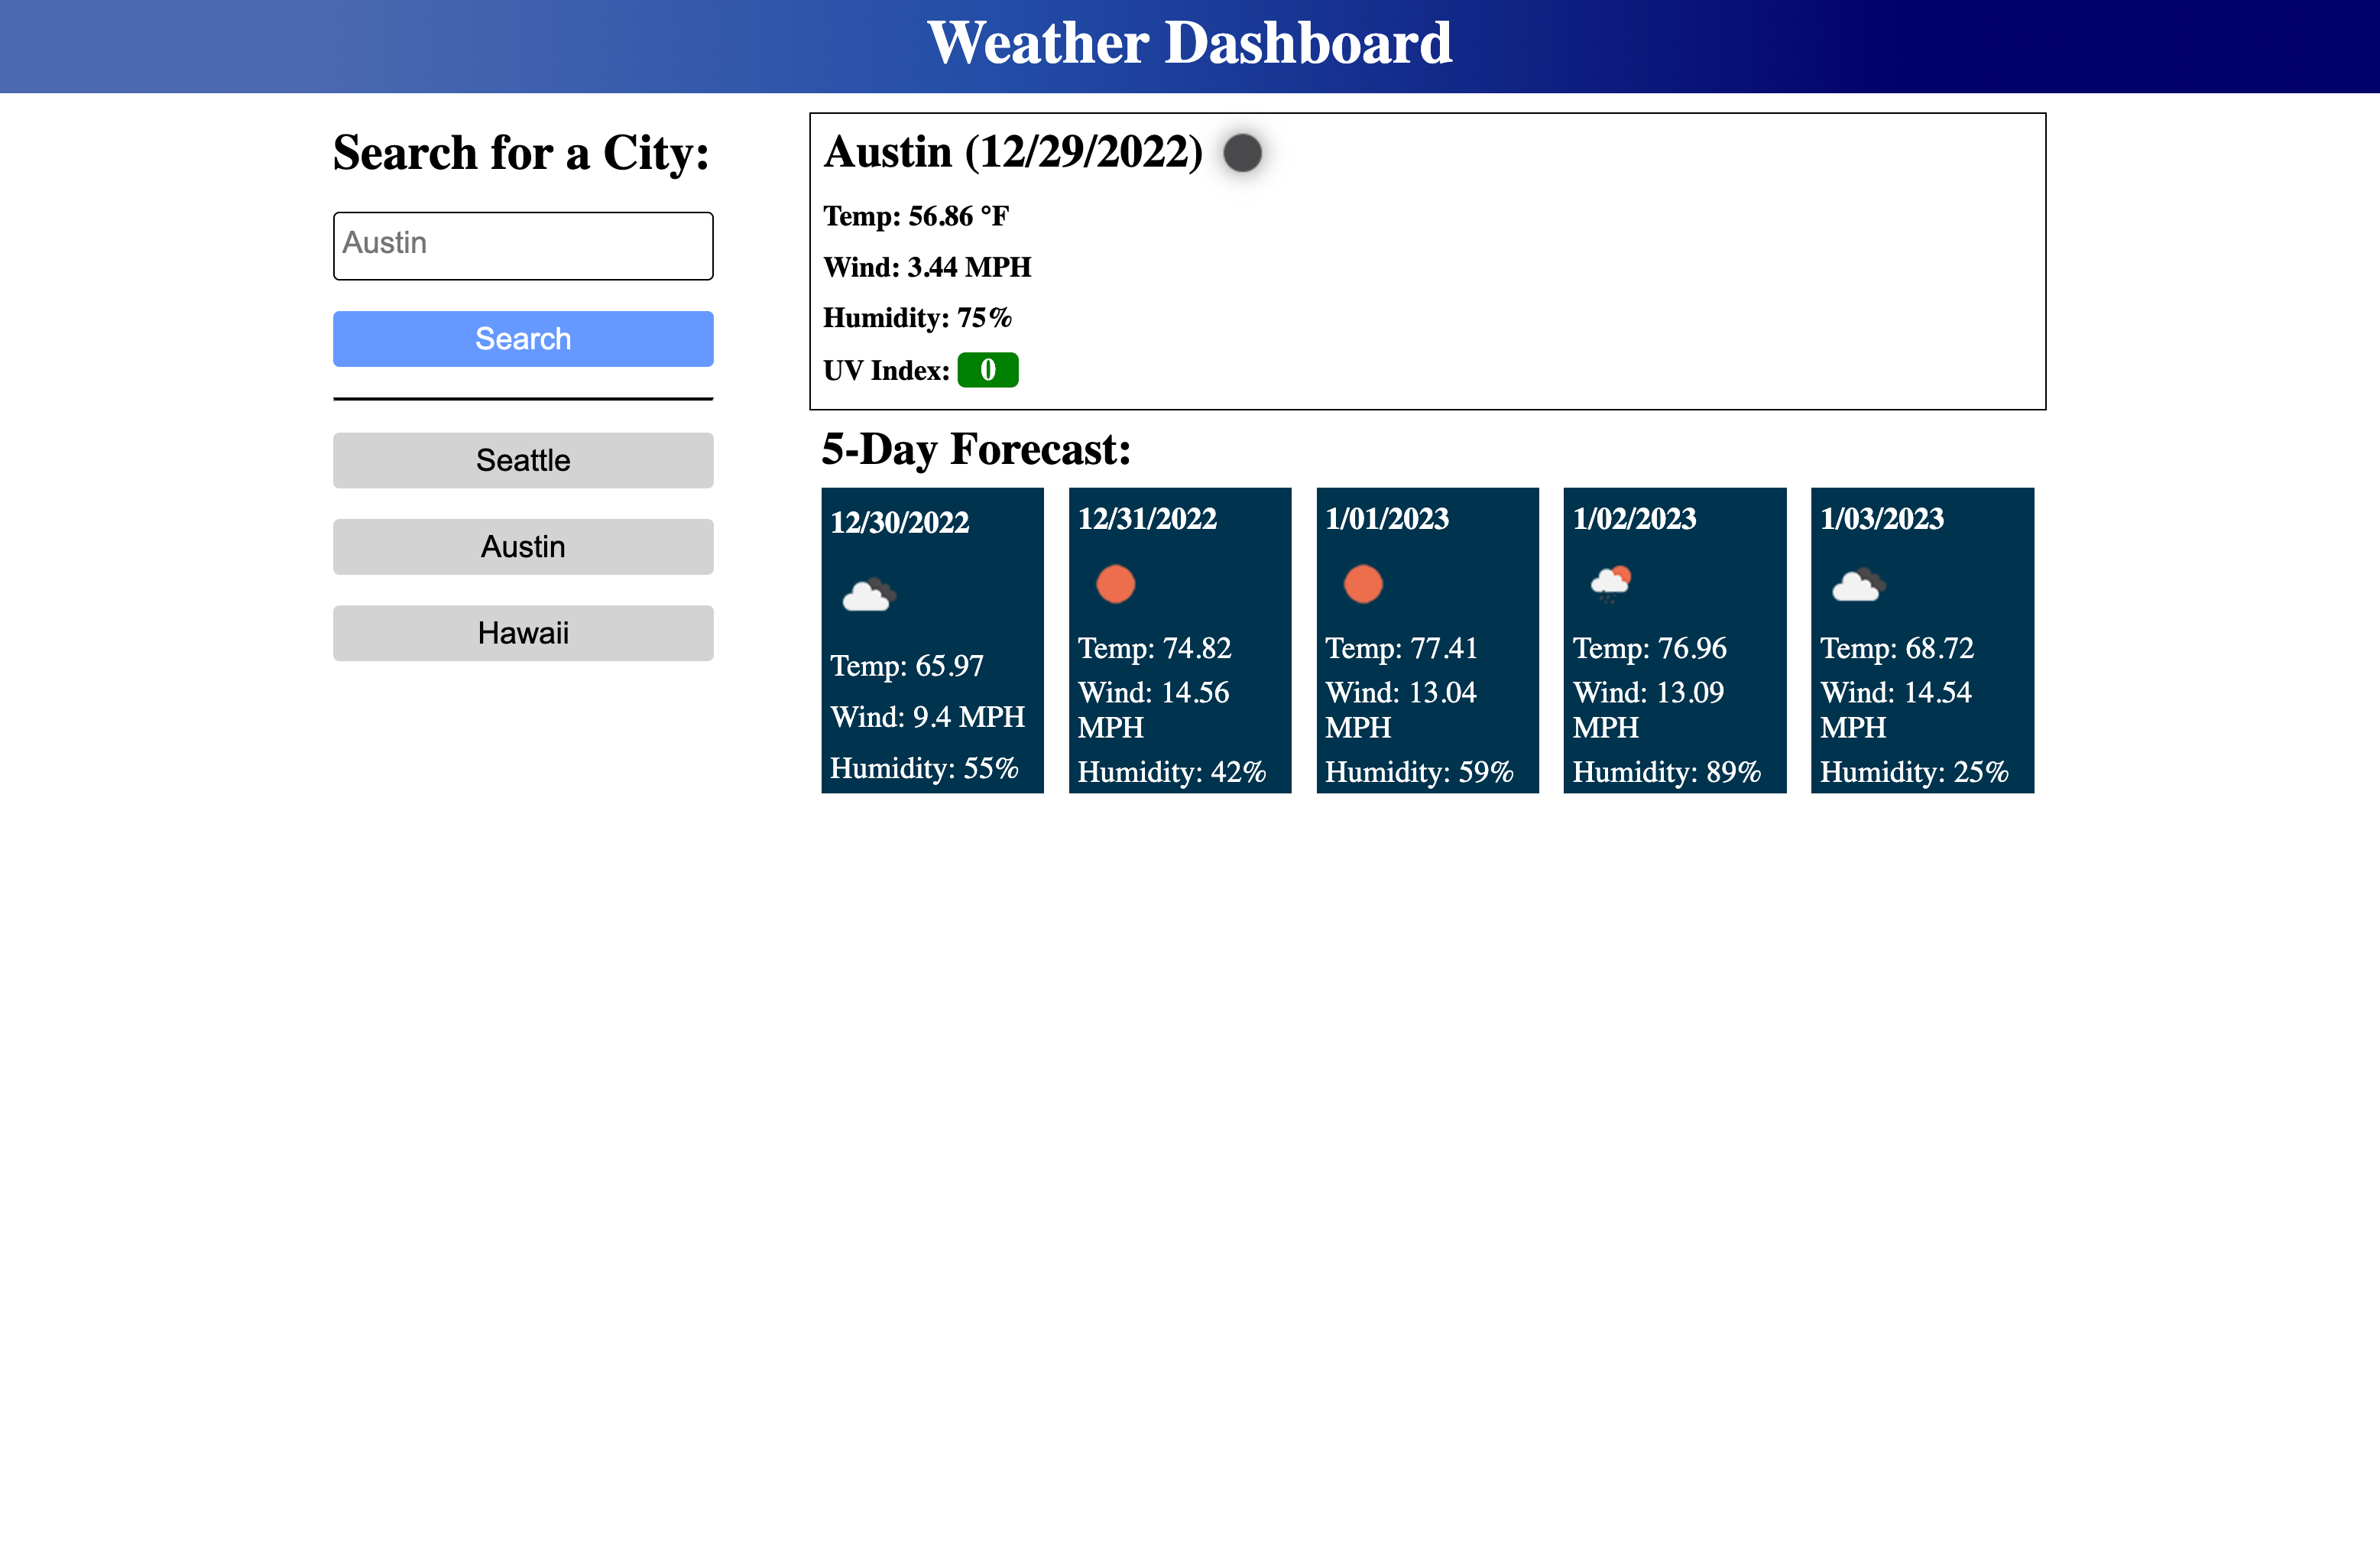 Weather Dashboard
Search for a City:
Austin
Search
Seattle
Austin
Hawaii
Austin (12/29/2022)
Temp: 56.86 °F
Wind: 3.44 MPH
Humidity: 75%
UV Index: 0
5-Day Forecast:
12/30/2022
Temp: 65.97
Wind: 9.4 MPH
Humidity: 55%
12/31/2022
Temp: 74.82
Wind: 14.56
MPH
Humidity: 42%
1/01/2023
Temp: 77.41
Wind: 13.04
MPH
Humidity: 59%
1/02/2023
Temp: 76.96
Wind: 13.09
MPH
Humidity: 89%
1/03/2023
Temp: 68.72
Wind: 14.54
MPH
Humidity: 25%